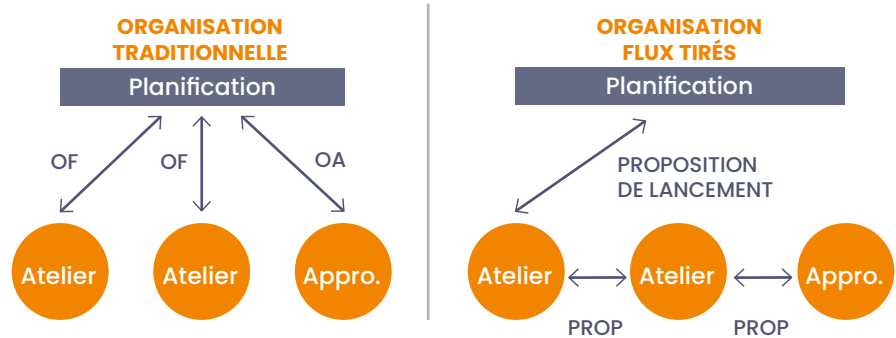 ORGANISATION
TRADITIONNELLE
Planification
OF
OF
OA
Atelier
Atelier
Appro.
ORGANISATION
FLUX TIRÉS
Planification
PROPOSITION
DE LANCEMENT
Atelier
Atelier
Appro.
PROP
PROP